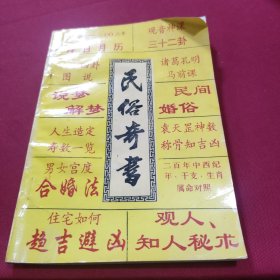 日月历
观音神课
三十二卦
图说
诸葛孔明
马前课
说梦
解梦
民俗奇书
民间
婚俗
人生造定
寿数一览
袁天罡神数
称骨知吉凶
男女宫度
合婚法
二百年中西纪
年、干支、生肖
属命对照
住宅如何
趋吉避凶
观人、
知人秘术